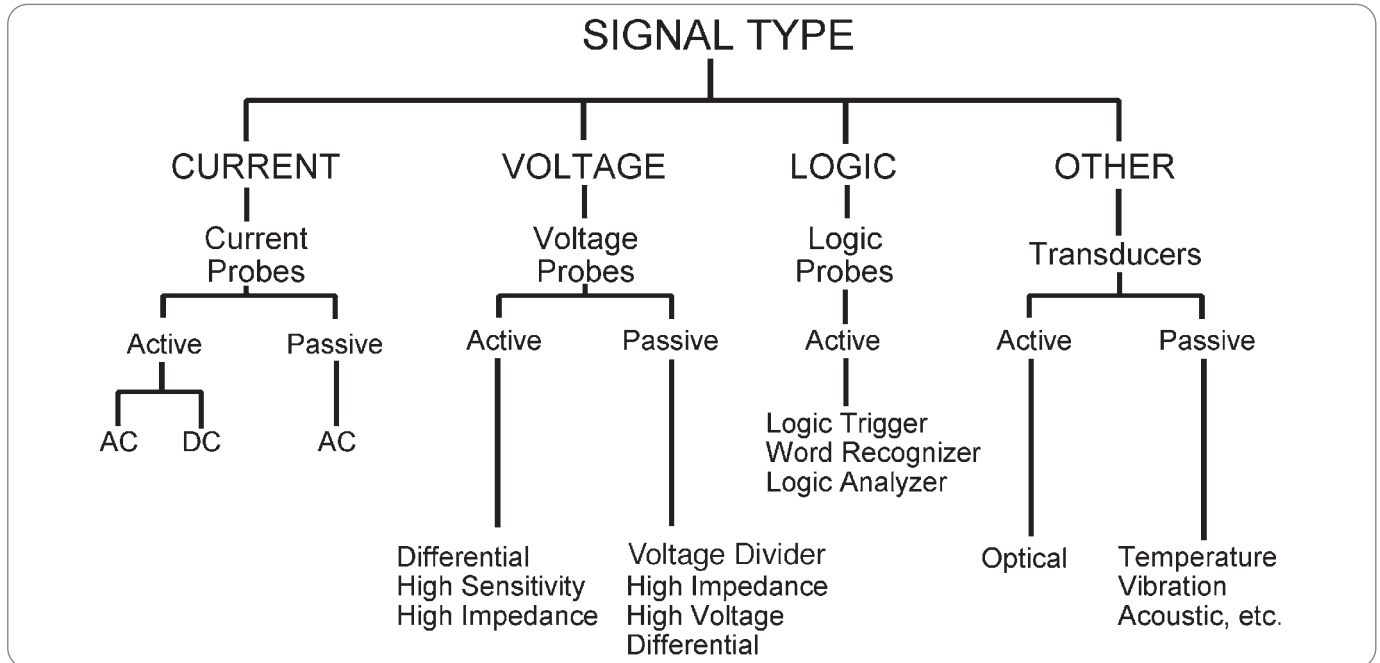 SIGNAL TYPE
CURRENT
VOLTAGE
LOGIC
OTHER
Current
Probes
Voltage
Probes
Logic
Probes
Transducers
Active
Passive
Active
Passive
Active
Active
Passive
AC
DC
AC
Logic Trigger
Word Recognizer
Logic Analyzer
Differential
High Sensitivity
High Impedance
Voltage Divider
High Impedance
High Voltage
Differential
Optical
Temperature
Vibration
Acoustic, etc.